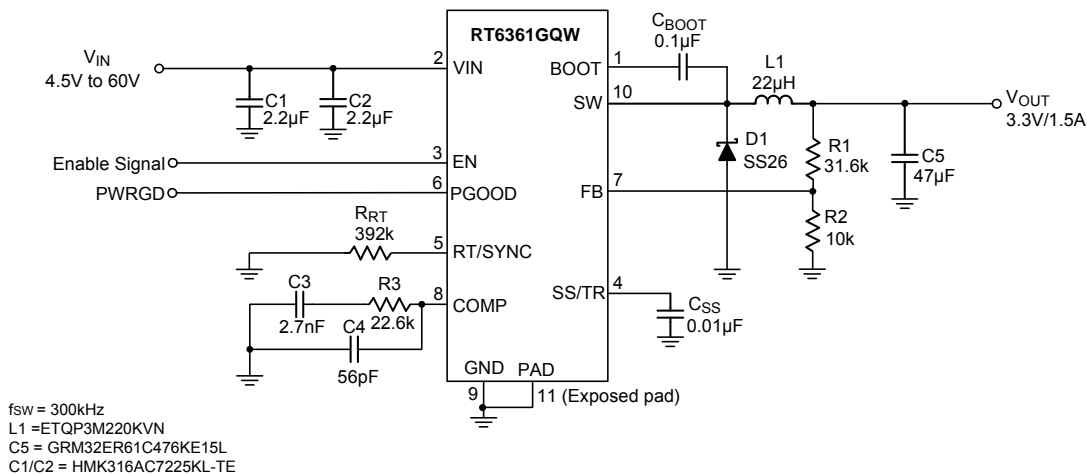 RT6361GQW
VIN
4.5V to 60V
C1
2.2µF
C2
2.2µF
2
VIN
BOOT
1
CBOOT
0.1µF
SW
10
L1
22µH
VOUT
3.3V/1.5A
D1
SS26
R1
31.6k
C5
47µF
Enable Signal
3
EN
PWRGD
6
PGOOD
FB
7
R2
10k
RRT
392k
5
RT/SYNC
C3
2.7nF
R3
22.6k
8
COMP
C4
56pF
SS/TR
4
CSS
0.01µF
GND
PAD
9
11 (Exposed pad)
fSW = 300kHz
L1 =ETQP3M220KVN
C5 = GRM32ER61C476KE15L
C1/C2 = HMK316AC7225KL-TE